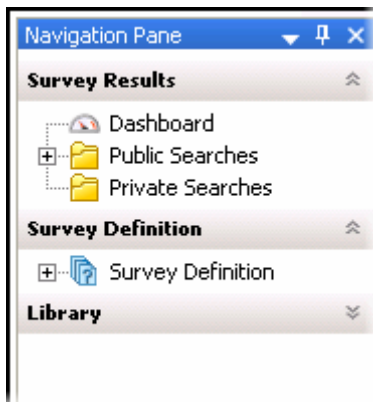 Navigation Pane
Survey Results
Dashboard
Public Searches
Private Searches
Survey Definition
Survey Definition
Library